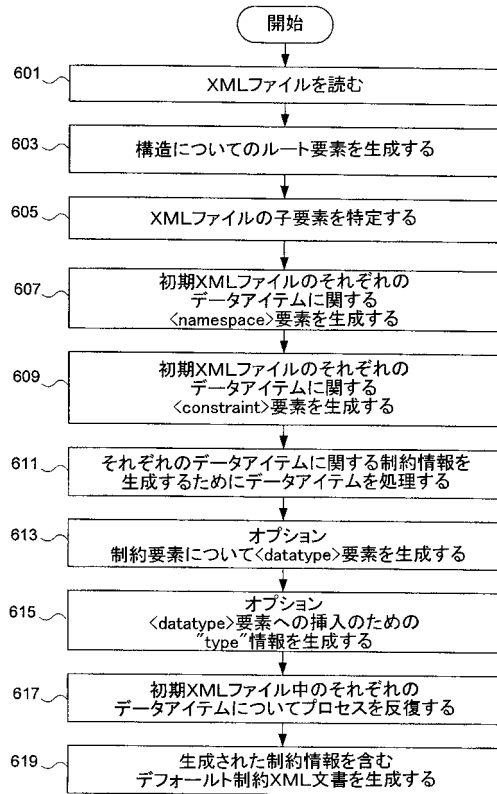 開始
601
XMLファイルを読む
603
構造についてのルート要素を生成する
605
XMLファイルの子要素を特定する
607
初期XMLファイルのそれぞれの
データアイテムに関する
<namespace>要素を生成する
609
初期XMLファイルのそれぞれの
データアイテムに関する
<constraint>要素を生成する
611
それぞれのデータアイテムに関する制約情報を
生成するためにデータアイテムを処理する
613
オプション
制約要素について<datatype>要素を生成する
615
オプション
<datatype>要素への挿入のための
"type"情報を生成する
617
初期XMLファイル中のそれぞれの
データアイテムについてプロセスを反復する
619
生成された制約情報を含む
デフォールト制約XML文書を生成する